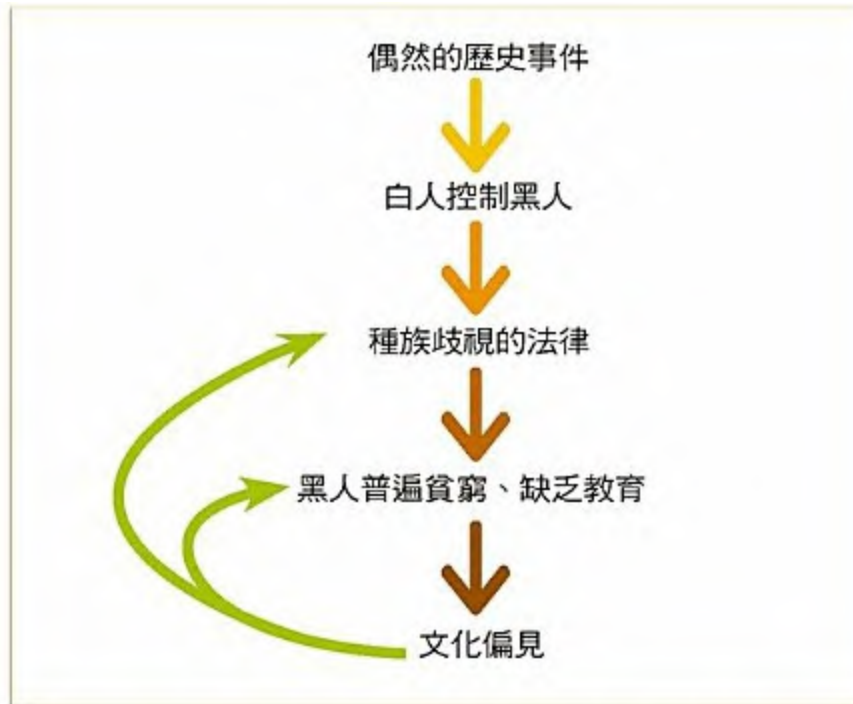 偶然的歷史事件
白人控制黑人
種族歧視的法律
黑人普遍貧窮、缺乏教育
文化偏見